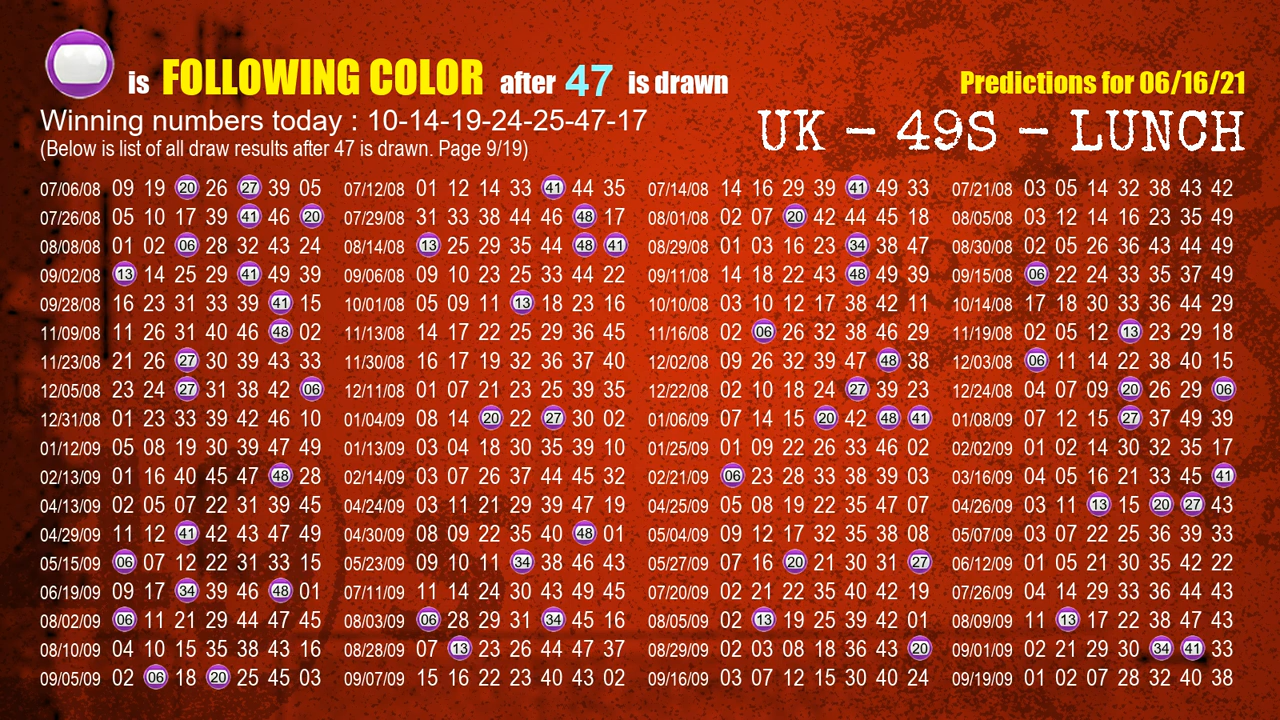 is FOLLOWING COLOR after 47 is drawn
Predictions for 06/16/21
Winning numbers today : 10-14-19-24-25-47-17
UK - 49S - LUNCH
(Below is list of all draw results after 47 is drawn. Page 9/19)
07/06/08 09 19 20 26 27 39 05 07/12/08 01 12 14 33 41 44 35 07/14/08 14 16 29 39 41 49 33 07/21/08 03 05 14 32 38 43 42
07/26/08 05 10 17 39 41 46 20 07/29/08 31 33 38 44 46 48 17 08/01/08 02 07 20 42 44 45 18 08/05/08 03 12 14 16 23 35 49
08/08/08 01 02 06 28 32 43 24 08/14/08 13 25 29 35 44 48 41 08/29/08 01 03 16 23 34 38 47 08/30/08 02 05 26 36 43 44 49
09/02/08 13 14 25 29 41 49 39 09/06/08 09 10 23 25 33 44 22 09/11/08 14 18 22 43 48 49 39 09/15/08 06 22 24 33 35 37 49
09/28/08 16 23 31 33 39 41 15 10/01/08 05 09 11 13 18 23 16 10/10/08 03 10 12 17 38 42 11 10/14/08 17 18 30 33 36 44 29
11/09/08 11 26 31 40 46 48 02 11/13/08 14 17 22 25 29 36 45 11/16/08 02 06 26 32 38 46 29 11/19/08 02 05 12 13 23 29 18
11/23/08 21 26 27 30 39 43 33 11/30/08 16 17 19 32 36 37 40 12/02/08 09 26 32 39 47 48 38 12/03/08 06 11 14 22 38 40 15
12/05/08 23 24 27 31 38 42 06 12/11/08 01 07 21 23 25 39 35 12/22/08 02 10 18 24 27 39 23 12/24/08 04 07 09 20 26 29 06
12/31/08 01 23 33 39 42 46 10 01/04/09 08 14 20 22 27 30 02 01/06/09 07 14 15 20 42 48 41 01/08/09 07 12 15 27 37 49 39
01/12/09 05 08 19 30 39 47 49 01/13/09 03 04 18 30 35 39 10 01/25/09 01 09 22 26 33 46 02 02/02/09 01 02 14 30 32 35 17
02/13/09 01 16 40 45 47 48 28 02/14/09 03 07 26 37 44 45 32 02/21/09 06 23 28 33 38 39 03 03/16/09 04 05 16 21 33 45 41
04/13/09 02 05 07 22 31 39 45 04/24/09 03 11 21 29 39 47 19 04/25/09 05 08 19 22 35 47 07 04/26/09 03 11 13 15 20 27 43
04/29/09 11 12 41 42 43 47 49 04/30/09 08 09 22 35 40 48 01 05/04/09 09 12 17 32 35 38 08 05/07/09 03 07 22 25 36 39 33
05/15/09 06 07 12 22 31 33 15 05/23/09 09 10 11 34 38 46 43 05/27/09 07 16 20 21 30 31 27 06/12/09 01 05 21 30 35 42 22
06/19/09 09 17 34 39 46 48 01 07/11/09 11 14 24 30 43 49 45 07/20/09 02 21 22 35 40 42 19 07/26/09 04 14 29 33 36 44 43
08/02/09 06 11 21 29 44 47 45 08/03/09 06 28 29 31 34 45 16 08/05/09 02 13 19 25 39 42 01 08/09/09 11 13 17 22 38 47 43
08/10/09 04 10 15 35 38 43 16 08/28/09 07 13 23 26 44 47 37 08/29/09 02 03 08 18 36 43 20 09/01/09 02 21 29 30 34 41 33
09/05/09 02 06 18 20 25 45 03 09/07/09 15 16 22 23 40 43 02 09/16/09 03 07 12 15 30 40 24 09/19/09 01 02 07 28 32 40 38